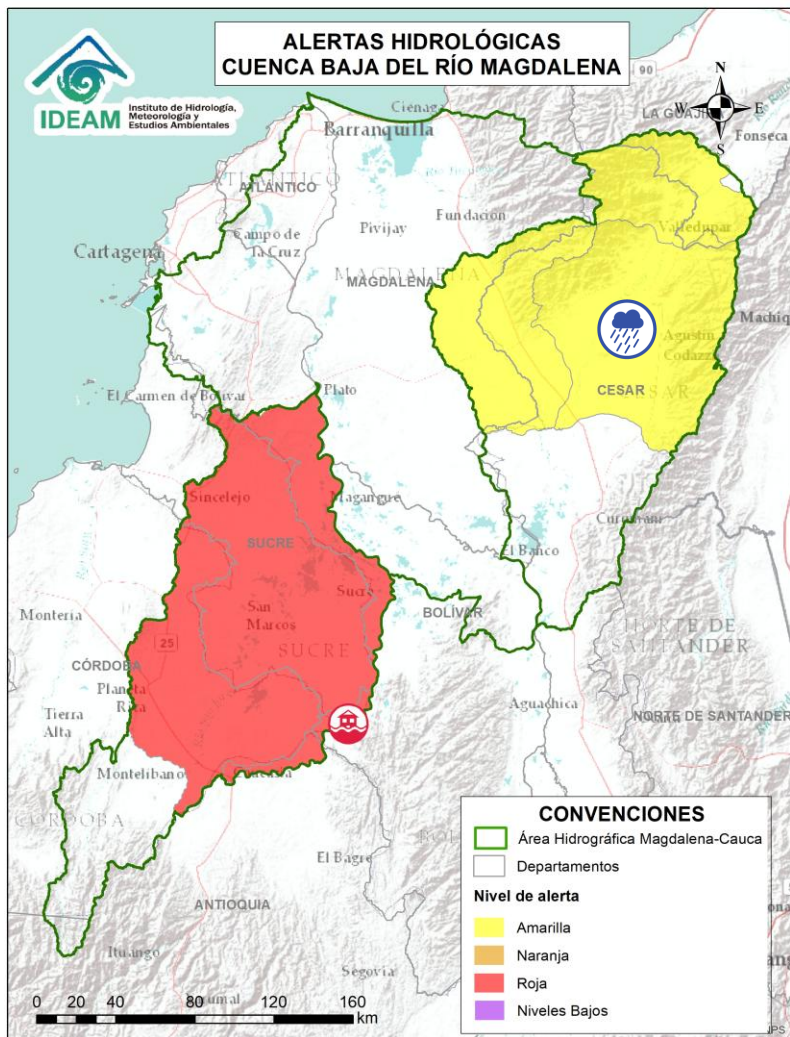 ALERTAS HIDROLÓGICAS
CUENCA BAJA DEL RÍO MAGDALENA
IDEAM
Instituto de Hidrología,
Meteorología y
Estudios Ambientales
N
W
E
S
90
LA GUAJIRA
Fonseca
Ciénaga
Barranquilla
ATLÁNTICO
Valledupar
Fundación
Pivijay
Campo de
la Cruz
Cartagena
MAGDALENA
MAGDALENA
Machiq
Agustín
Codazzi
CESAR
El Carmen de Bolívar
Plato
Sincelejo
Magangué
SUCRE
Curumaní
El Banco
Sucre
San
Marcos
BOLÍVAR
Montería
25
SUCRE
NORTE DE
SANTANDER
CÓRDOBA
Planeta
Rica
Tierra
Alta
Aguachica
NORTE DE SANTANDER
Montelíbano
Caucasia
CÓRDOBA
El Bagre
ANTIOQUIA
Ituango
Segovia
CONVENCIONES
Área Hidrográfica Magdalena-Cauca
Departamentos
Nivel de alerta
Amarilla
Naranja
Roja
Niveles Bajos
0 20 40 80 120 160
km